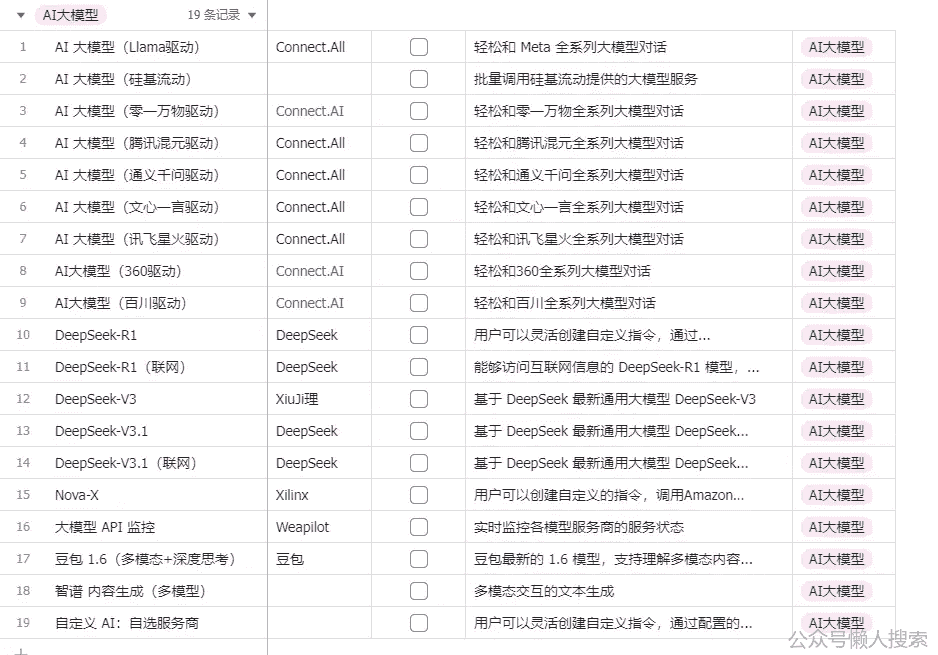 AI大模型 19 条记录
1 AI 大模型（Llama驱动） Connect.All 轻松和 Meta 全系列大模型对话 AI大模型
2 AI 大模型（硅基流动） 批量调用硅基流动提供的大模型服务 AI大模型
3 AI 大模型（零一万物驱动） Connect.AI 轻松和零一万物全系列大模型对话 AI大模型
4 AI 大模型（腾讯混元驱动） Connect.All 轻松和腾讯混元全系列大模型对话 AI大模型
5 AI 大模型（通义千问驱动） Connect.All 轻松和通义千问全系列大模型对话 AI大模型
6 AI 大模型（文心一言驱动） Connect.All 轻松和文心一言全系列大模型对话 AI大模型
7 AI 大模型（讯飞星火驱动） Connect.All 轻松和讯飞星火全系列大模型对话 AI大模型
8 AI大模型（360驱动） Connect.AI 轻松和360全系列大模型对话 AI大模型
9 AI大模型（百川驱动） Connect.AI 轻松和百川全系列大模型对话 AI大模型
10 DeepSeek-R1 DeepSeek 用户可以灵活创建自定义指令，通过... AI大模型
11 DeepSeek-R1（联网） DeepSeek 能够访问互联网信息的 DeepSeek-R1 模型，... AI大模型
12 DeepSeek-V3 XiuJi理 基于 DeepSeek 最新通用大模型 DeepSeek-V3 AI大模型
13 DeepSeek-V3.1 DeepSeek 基于 DeepSeek 最新通用大模型 DeepSeek... AI大模型
14 DeepSeek-V3.1（联网） DeepSeek 基于 DeepSeek 最新通用大模型 DeepSeek... AI大模型
15 Nova-X Xilinx 用户可以创建自定义的指令，调用Amazon... AI大模型
16 大模型 API 监控 Weapilot 实时监控各模型服务商的服务状态 AI大模型
17 豆包 1.6（多模态+深度思考） 豆包 豆包最新的 1.6 模型，支持理解多模态内容... AI大模型
18 智谱 内容生成（多模型） 多模态交互的文本生成 AI大模型
19 自定义 AI：自选服务商 用户可以灵活创建自定义指令，通过配置的... AI大模型
公众号懒人搜索